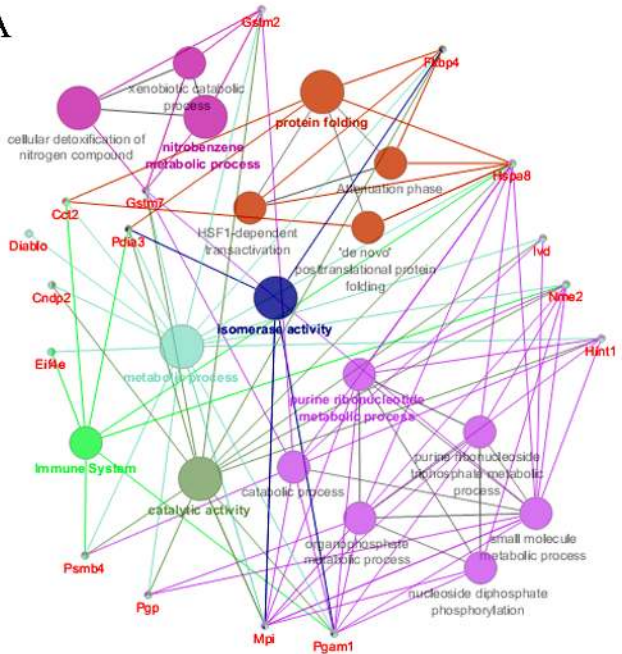 A
Gstm2
Fkbp4
xenobiotic catabolic
process
protein folding
cellular detoxification of
nitrogen compound
nitrobenzene
metabolic process
Attenuation phase
Hspa8
Cct2
Gstm7
HSF1-dependent
transactivation
Diablo
Pdia3
'de novo'
posttranslational protein
folding
Ivd
Cndp2
Nme2
isomerase activity
Eif4e
Hint1
metabolic process
purine ribonucleotide
metabolic process
Immune System
purine ribonucleoside
triphosphate metabolic
process
catabolic process
catalytic activity
organophosphate
metabolic process
small molecule
metabolic process
Psmb4
nucleoside diphosphate
phosphorylation
Pgp
Mpi
Pgam1